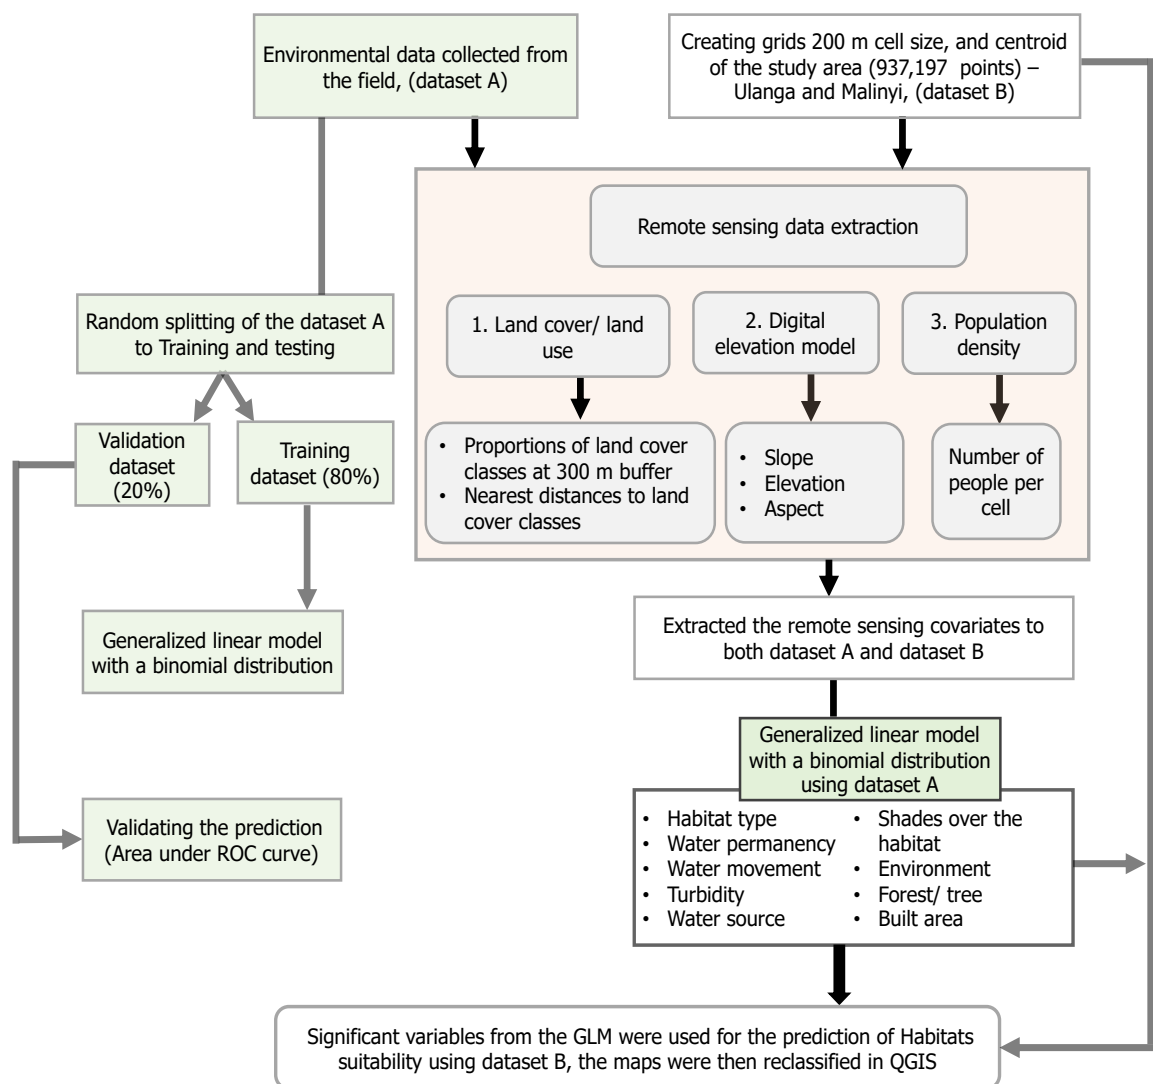 Environmental data collected from
the field, (dataset A)
Creating grids 200 m cell size, and centroid
of the study area (937,197 points) –
Ulanga and Malinyi, (dataset B)
Remote sensing data extraction
Random splitting of the dataset A
to Training and testing
1. Land cover/ land
use
2. Digital
elevation model
3. Population
density
Validation
dataset
(20%)
Training
dataset (80%)
• Proportions of land cover
classes at 300 m buffer
• Nearest distances to land
cover classes
• Slope
• Elevation
• Aspect
Number of
people per
cell
Generalized linear model
with a binomial distribution
Extracted the remote sensing covariates to
both dataset A and dataset B
Generalized linear model
with a binomial distribution
using dataset A
Validating the prediction
(Area under ROC curve)
• Habitat type
• Water permanency
• Water movement
• Turbidity
• Water source
• Shades over the
habitat
• Environment
• Forest/ tree
• Built area
Significant variables from the GLM were used for the prediction of Habitats
suitability using dataset B, the maps were then reclassified in QGIS